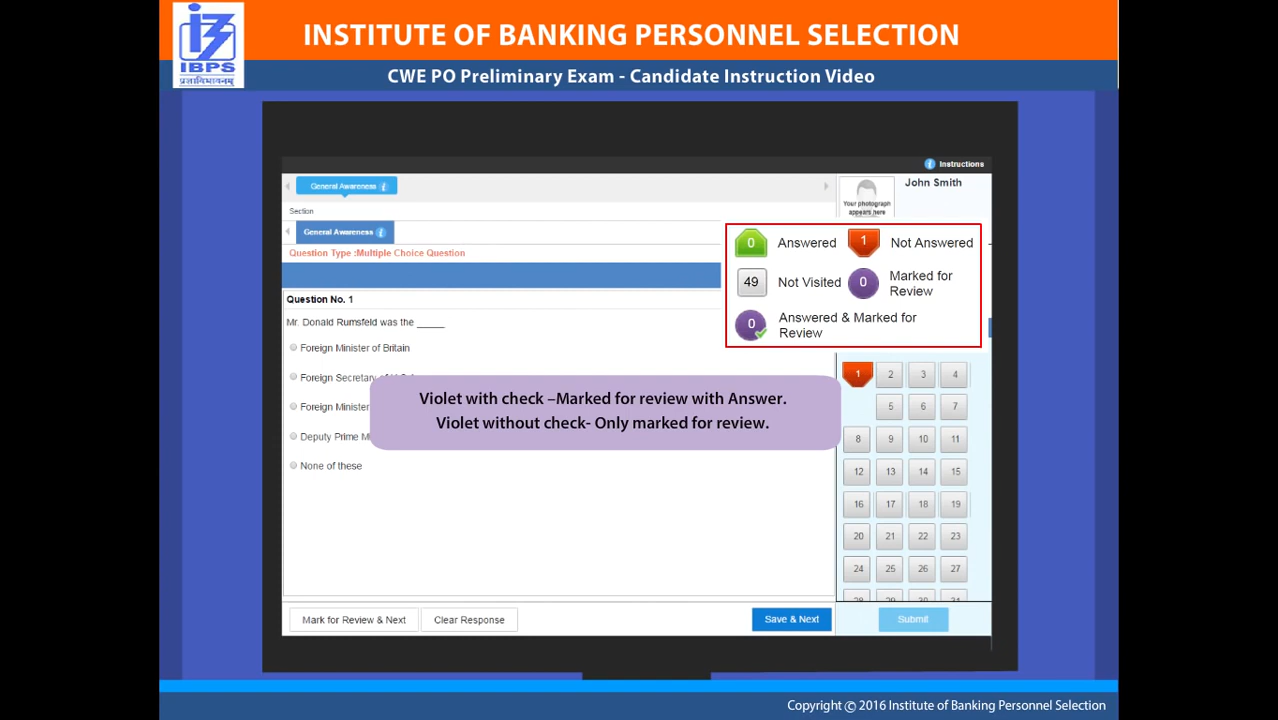 INSTITUTE OF BANKING PERSONNEL SELECTION
IBPS
CWE PO Preliminary Exam - Candidate Instruction Video
Instructions
General Awareness
John Smith
Your photograph
appears here
Section
General Awareness
Question Type :Multiple Choice Question
0 Answered 1 Not Answered
49 Not Visited 0 Marked for
Review
0 Answered & Marked for
Review
Question No. 1
Mr. Donald Rumsfeld was the _____
Foreign Minister of Britain
Foreign Secretary
Foreign Minister
Deputy Prime
None of these
Violet with check –Marked for review with Answer.
Violet without check- Only marked for review.
1 2 3 4
5 6 7
8 9 10 11
12 13 14 15
16 17 18 19
20 21 22 23
24 25 26 27
28 29 30 31
Mark for Review & Next Clear Response Save & Next Submit
Copyright © 2016 Institute of Banking Personnel Selection